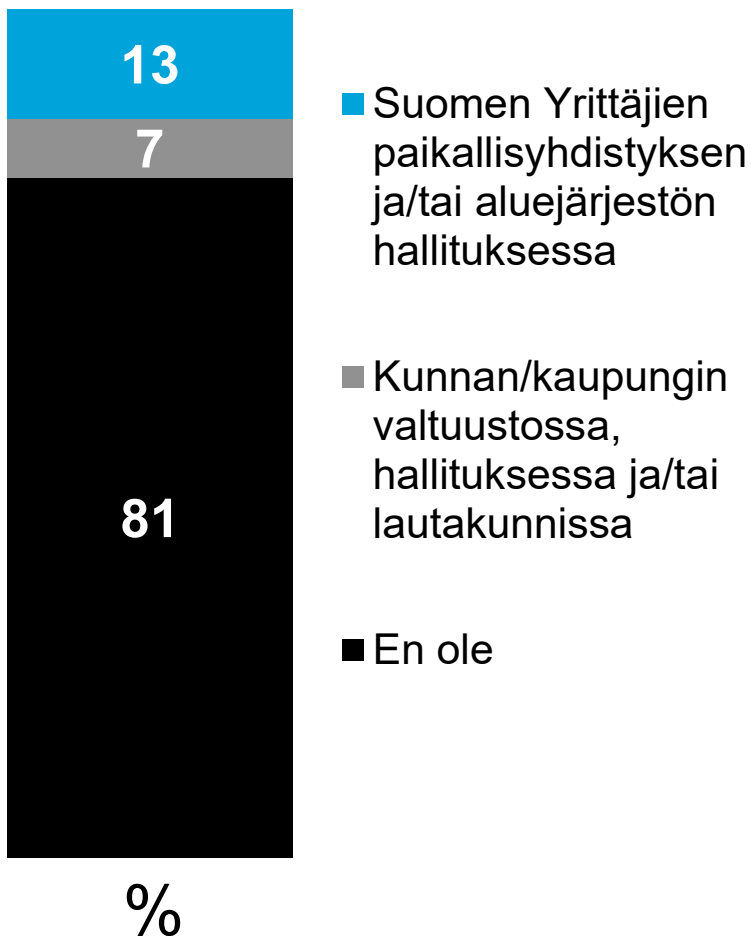 13
7
81
%
Suomen Yrittäjien
paikallisyhdistyksen
ja/tai aluejärjestön
hallituksessa
Kunnan/kaupungin
valtuustossa,
hallituksessa ja/tai
lautakunnissa
En ole